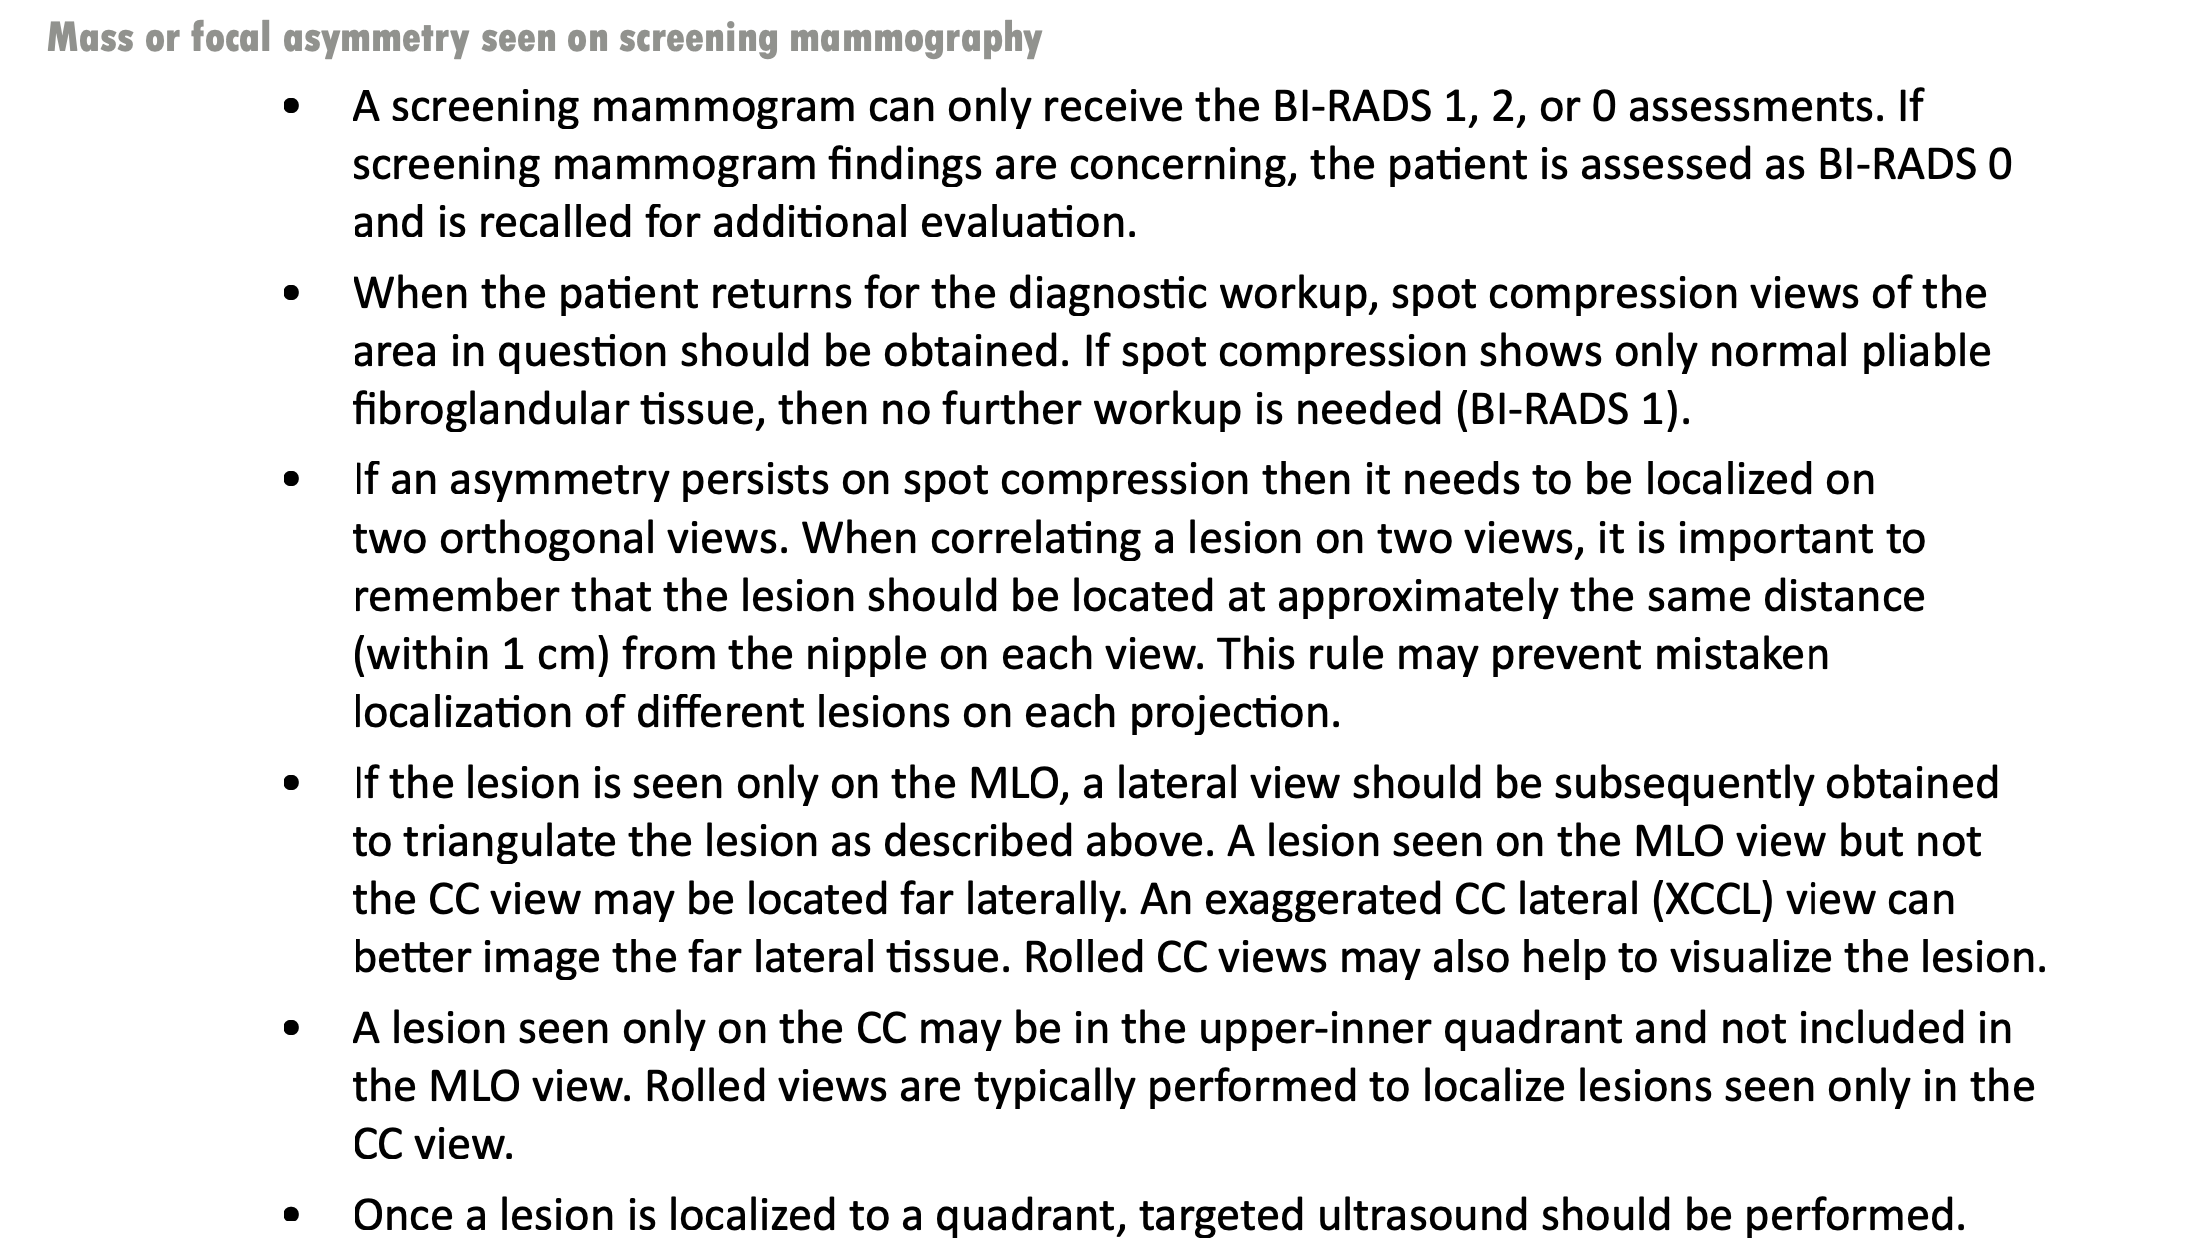 Mass or focal asymmetry seen on screening mammography
• A screening mammogram can only receive the BI-RADS 1, 2, or 0 assessments. If
screening mammogram findings are concerning, the patient is assessed as BI-RADS 0
and is recalled for additional evaluation.
• When the patient returns for the diagnostic workup, spot compression views of the
area in question should be obtained. If spot compression shows only normal pliable
fibroglandular tissue, then no further workup is needed (BI-RADS 1).
• If an asymmetry persists on spot compression then it needs to be localized on
two orthogonal views. When correlating a lesion on two views, it is important to
remember that the lesion should be located at approximately the same distance
(within 1 cm) from the nipple on each view. This rule may prevent mistaken
localization of different lesions on each projection.
• If the lesion is seen only on the MLO, a lateral view should be subsequently obtained
to triangulate the lesion as described above. A lesion seen on the MLO view but not
the CC view may be located far laterally. An exaggerated CC lateral (XCCL) view can
better image the far lateral tissue. Rolled CC views may also help to visualize the lesion.
• A lesion seen only on the CC may be in the upper-inner quadrant and not included in
the MLO view. Rolled views are typically performed to localize lesions seen only in the
CC view.
• Once a lesion is localized to a quadrant, targeted ultrasound should be performed.